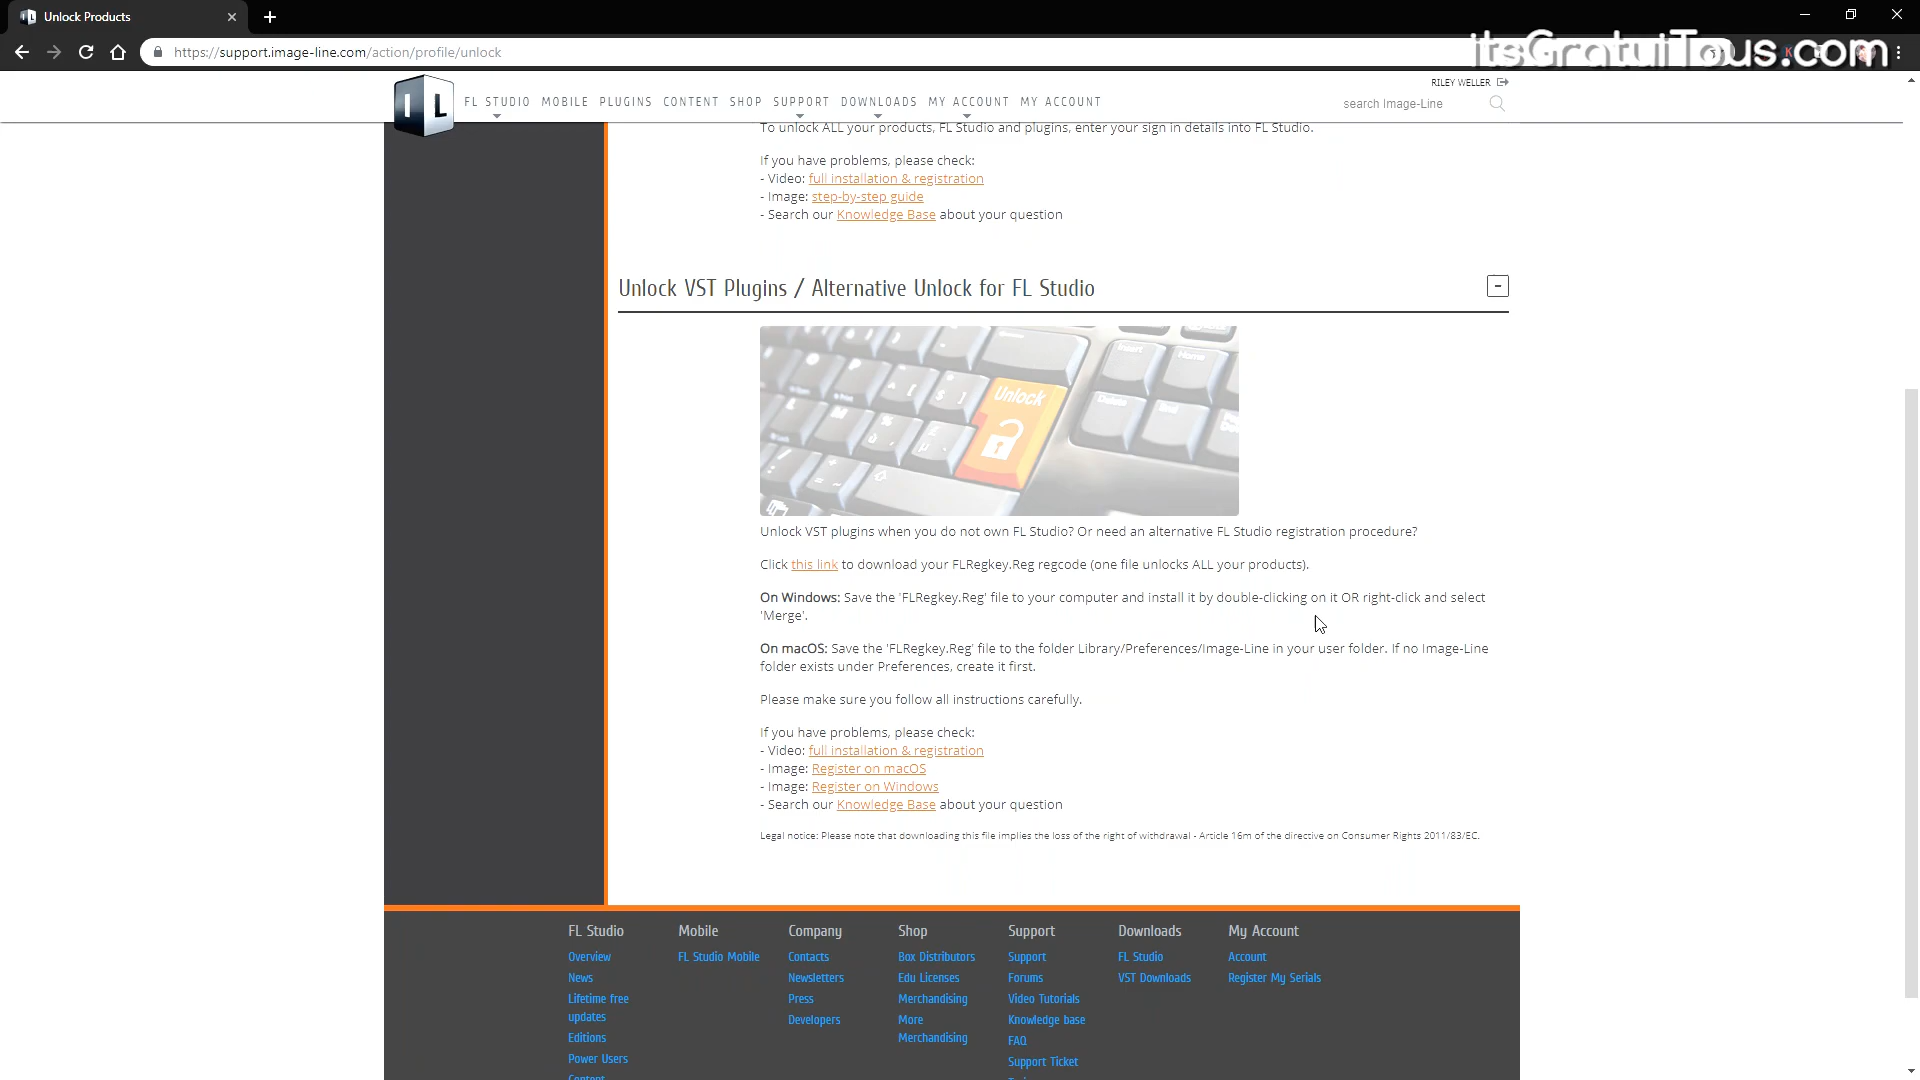 Unlock Products
https://support.image-line.com/action/profile/unlock
itsGratuiTous.com
RILEY WELLER
I L
FL STUDIO MOBILE PLUGINS CONTENT SHOP SUPPORT DOWNLOADS MY ACCOUNT MY ACCOUNT
search Image-Line
To unlock ALL your products, FL Studio and plugins, enter your sign in details into FL Studio.
If you have problems, please check:
- Video: full installation & registration
- Image: step-by-step guide
- Search our Knowledge Base about your question
Unlock VST Plugins / Alternative Unlock for FL Studio
Unlock
Insert
Home
Delete
End
Unlock VST plugins when you do not own FL Studio? Or need an alternative FL Studio registration procedure?
Click this link to download your FLRegkey.Reg regcode (one file unlocks ALL your products).
On Windows: Save the 'FLRegkey.Reg' file to your computer and install it by double-clicking on it OR right-click and select
'Merge'.
On macOS: Save the 'FLRegkey.Reg' file to the folder Library/Preferences/Image-Line in your user folder. If no Image-Line
folder exists under Preferences, create it first.
Please make sure you follow all instructions carefully.
If you have problems, please check:
- Video: full installation & registration
- Image: Register on macOS
- Image: Register on Windows
- Search our Knowledge Base about your question
Legal notice: Please note that downloading this file implies the loss of the right of withdrawal - Article 16m of the directive on Consumer Rights 2011/83/EC.
FL Studio
Overview
News
Lifetime free
updates
Editions
Power Users
Content
Mobile
FL Studio Mobile
Company
Contacts
Newsletters
Press
Developers
Shop
Box Distributors
Edu Licenses
Merchandising
More
Merchandising
Support
Support
Forums
Video Tutorials
Knowledge base
FAQ
Support Ticket
Downloads
FL Studio
VST Downloads
My Account
Account
Register My Serials